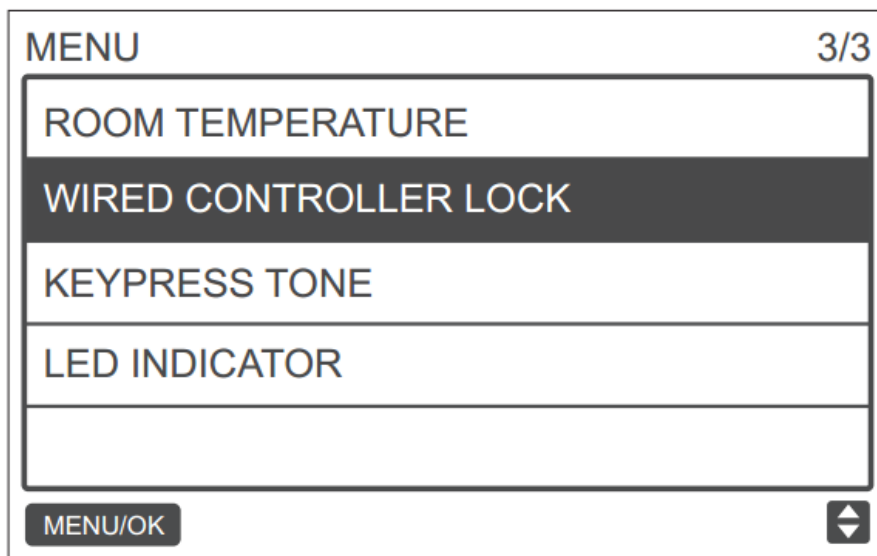 MENU 3/3
ROOM TEMPERATURE
WIRED CONTROLLER LOCK
KEYPRESS TONE
LED INDICATOR
MENU/OK